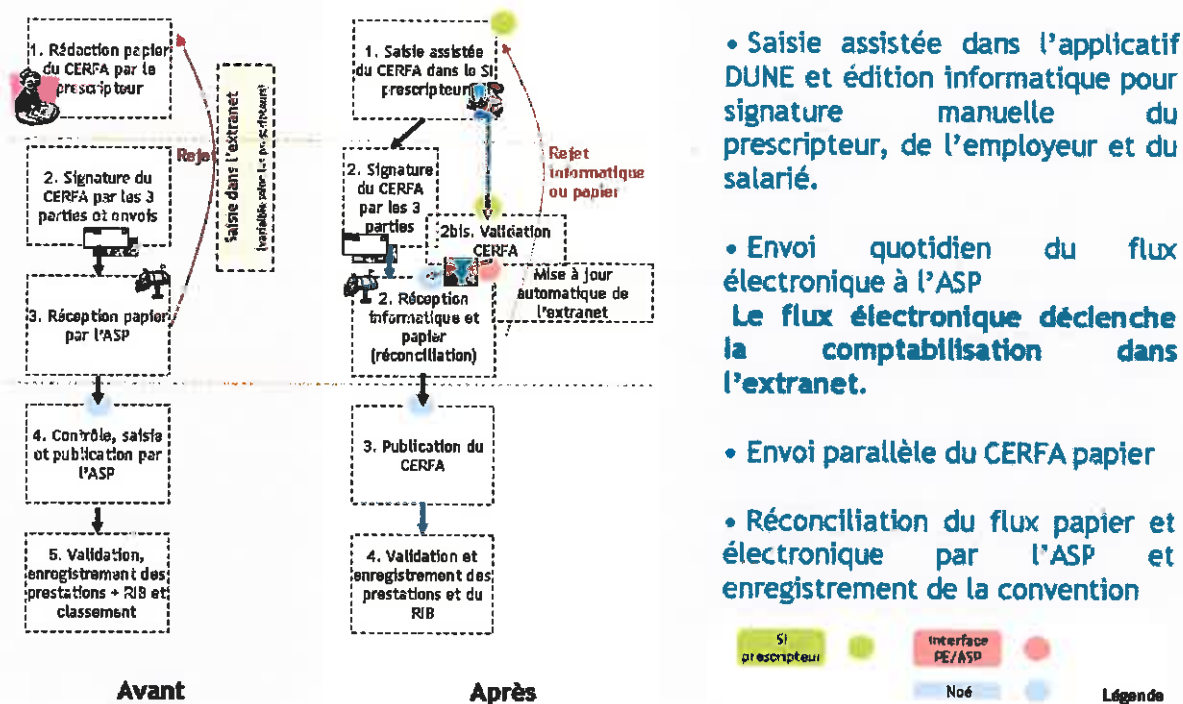 1. Rédaction papier
du CERFA par le
prescripteur
Rejet
Saisie dans l'extranet
2. Signature du
CERFA par les 3
parties et envois
3. Réception papier
par l'ASP
4. Contrôle, saisie
et publication par
l'ASP
5. Validation,
enregistrement des
prestations + RIB et
classement
Avant
1. Saisie assistée
du CERFA dans le SI
prescripteur
Rejet
informatique
ou papier
2. Signature
du CERFA
par les 3
parties
2bis. Validation
CERFA
Mise à jour
automatique de
l'extranet
2. Réception
informatique et
papier
(réconciliation)
3. Publication du
CERFA
4. Validation et
enregistrement des
prestations et du
RIB
Après
• Saisie assistée dans l'applicatif
DUNE et édition informatique pour
signature manuelle du
prescripteur, de l'employeur et du
salarié.
• Envoi quotidien du flux
électronique à l'ASP
Le flux électronique déclenche
la comptabilisation dans
l'extranet.
• Envoi parallèle du CERFA papier
• Réconciliation du flux papier et
électronique par l'ASP et
enregistrement de la convention
SI
prescripteur
Interface
PE/ASP
Noé
Légende